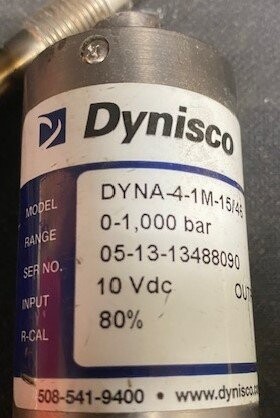 Dynisco
MODEL DYNA-4-1M-15/46
RANGE 0-1,000 bar
SER NO. 05-13-13488090
INPUT 10 Vdc
R-CAL 80%
508-541-9400 • www.dynisco.co